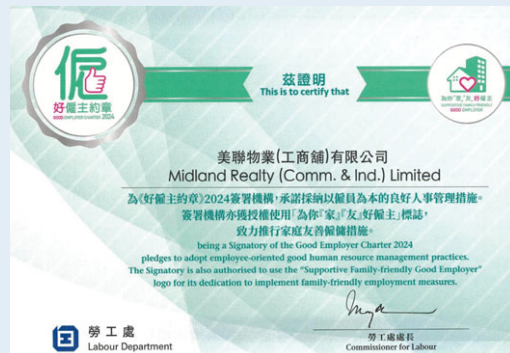 僱
好僱主約章
GOOD EMPLOYER CHARTER 2024
茲證明
This is to certify that
為你「家」「友」好僱主
SUPPORTIVE FAMILY-FRIENDLY
GOOD EMPLOYER
美聯物業(工商舖)有限公司
Midland Realty (Comm. & Ind.) Limited
為《好僱主約章》2024簽署機構,承諾採納以僱員為本的良好人事管理措施。
簽署機構亦獲授權使用「為你『家』『友』好僱主」標誌,
致力推行家庭友善僱傭措施。
being a Signatory of the Good Employer Charter 2024
pledges to adopt employee-oriented good human resource management practices.
The Signatory is also authorised to use the "Supportive Family-friendly Good Employer"
logo for its dedication to implement family-friendly employment measures.
勞工處
Labour Department
勞工處處長
Commissioner for Labour